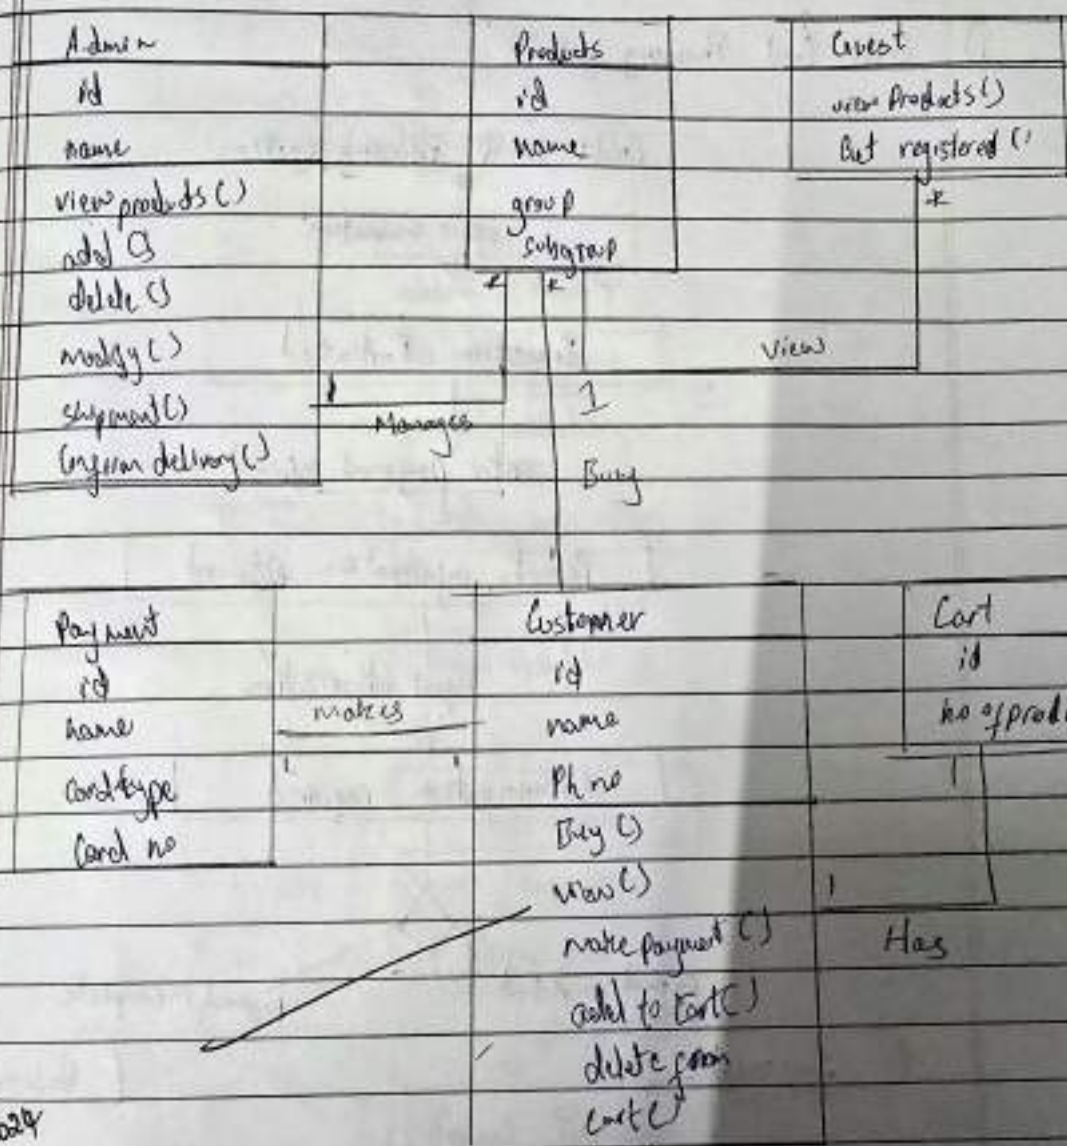 Admin
id
name
view products()
add()
delete()
modify()
shipment()
Confirm delivery()
Products
id
name
group
subgroup
Guest
view Products()
Get registered()
*
*
*
View
1
Manages
1
Buy
Payment
id
name
Card type
Card no
makes
1
1
Customer
id
name
Ph no
Buy()
view()
make payment()
add to Cart()
delete from
cart()
Cart
id
no of prod
1
1
Has
024